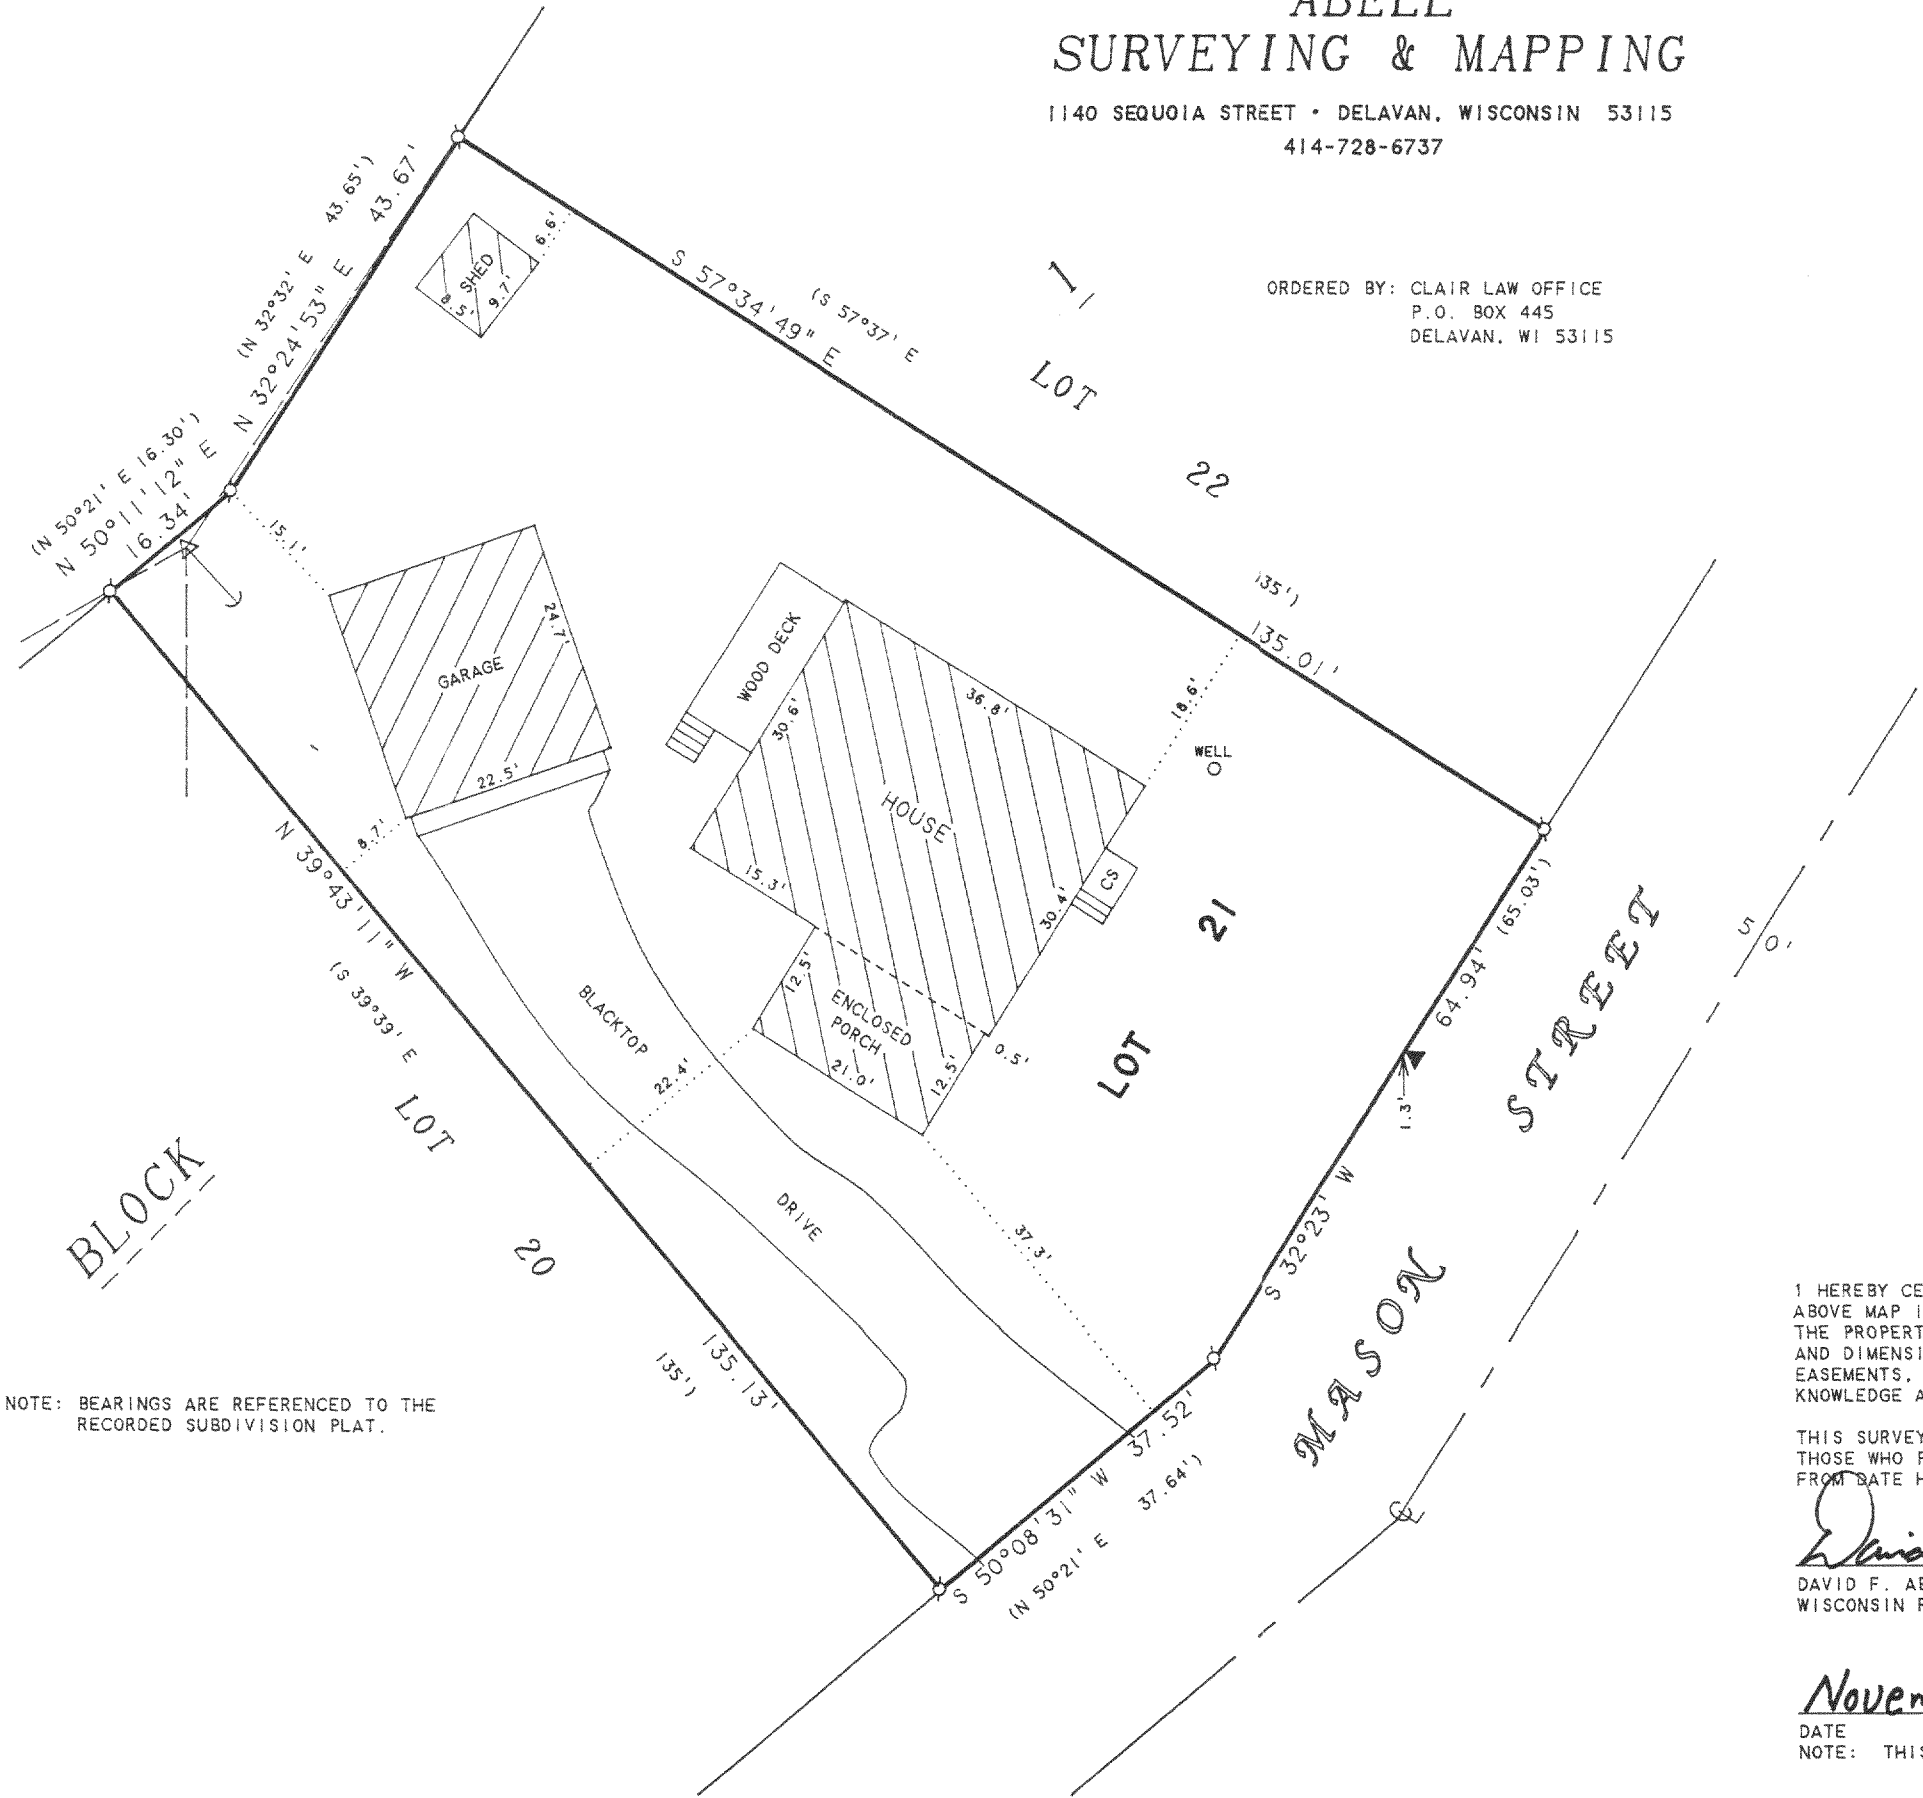 ABELL
SURVEYING & MAPPING
1140 SEQUOIA STREET • DELAVAN, WISCONSIN 53115
414-728-6737
ORDERED BY: CLAIR LAW OFFICE
P.O. BOX 445
DELAVAN, WI 53115
(N 32°32' E 43.65')
N 32°24'53" E 43.67'
(N 50°21' E 16.30')
N 50°11'12" E
16.34'
SHED
8.5'
9.7'
6.6'
S 57°34'49" E 135.01'
(S 57°37' E 135')
1
LOT 22
15.1'
GARAGE
24.7'
22.5'
8.7'
WOOD DECK
30.6'
36.8'
18.6'
WELL
HOUSE
15.3'
30.4'
CS
12.5'
ENCLOSED
PORCH
21.0'
12.5'
0.5'
22.4'
37.3'
BLACKTOP
DRIVE
LOT 21
N 39°43'11" W 135.13'
(S 39°39' E 135')
LOT 20
BLOCK
64.94' (65.03')
S 32°23' W
1.3'
S 50°08'31" W 37.52'
(N 50°21' E 37.64')
MASON STREET
50'
NOTE: BEARINGS ARE REFERENCED TO THE
RECORDED SUBDIVISION PLAT.
I HEREBY CE
ABOVE MAP I
THE PROPERT
AND DIMENSI
EASEMENTS,
KNOWLEDGE A
THIS SURVEY
THOSE WHO P
FROM DATE H
David
DAVID F. AB
WISCONSIN R
Novem
DATE
NOTE: THIS